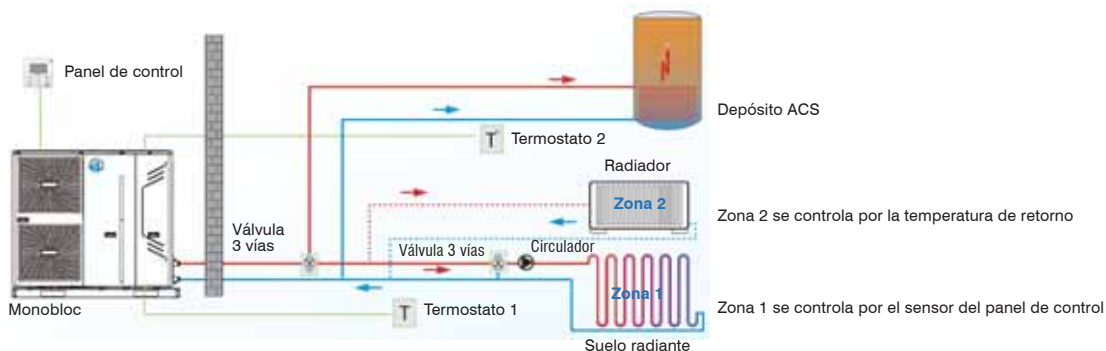 Panel de control
Depósito ACS
T Termostato 2
Radiador
Zona 2
Zona 2 se controla por la temperatura de retorno
Válvula
3 vías
Válvula 3 vías
Circulador
Zona 1
Zona 1 se controla por el sensor del panel de control
Monobloc
T Termostato 1
Suelo radiante